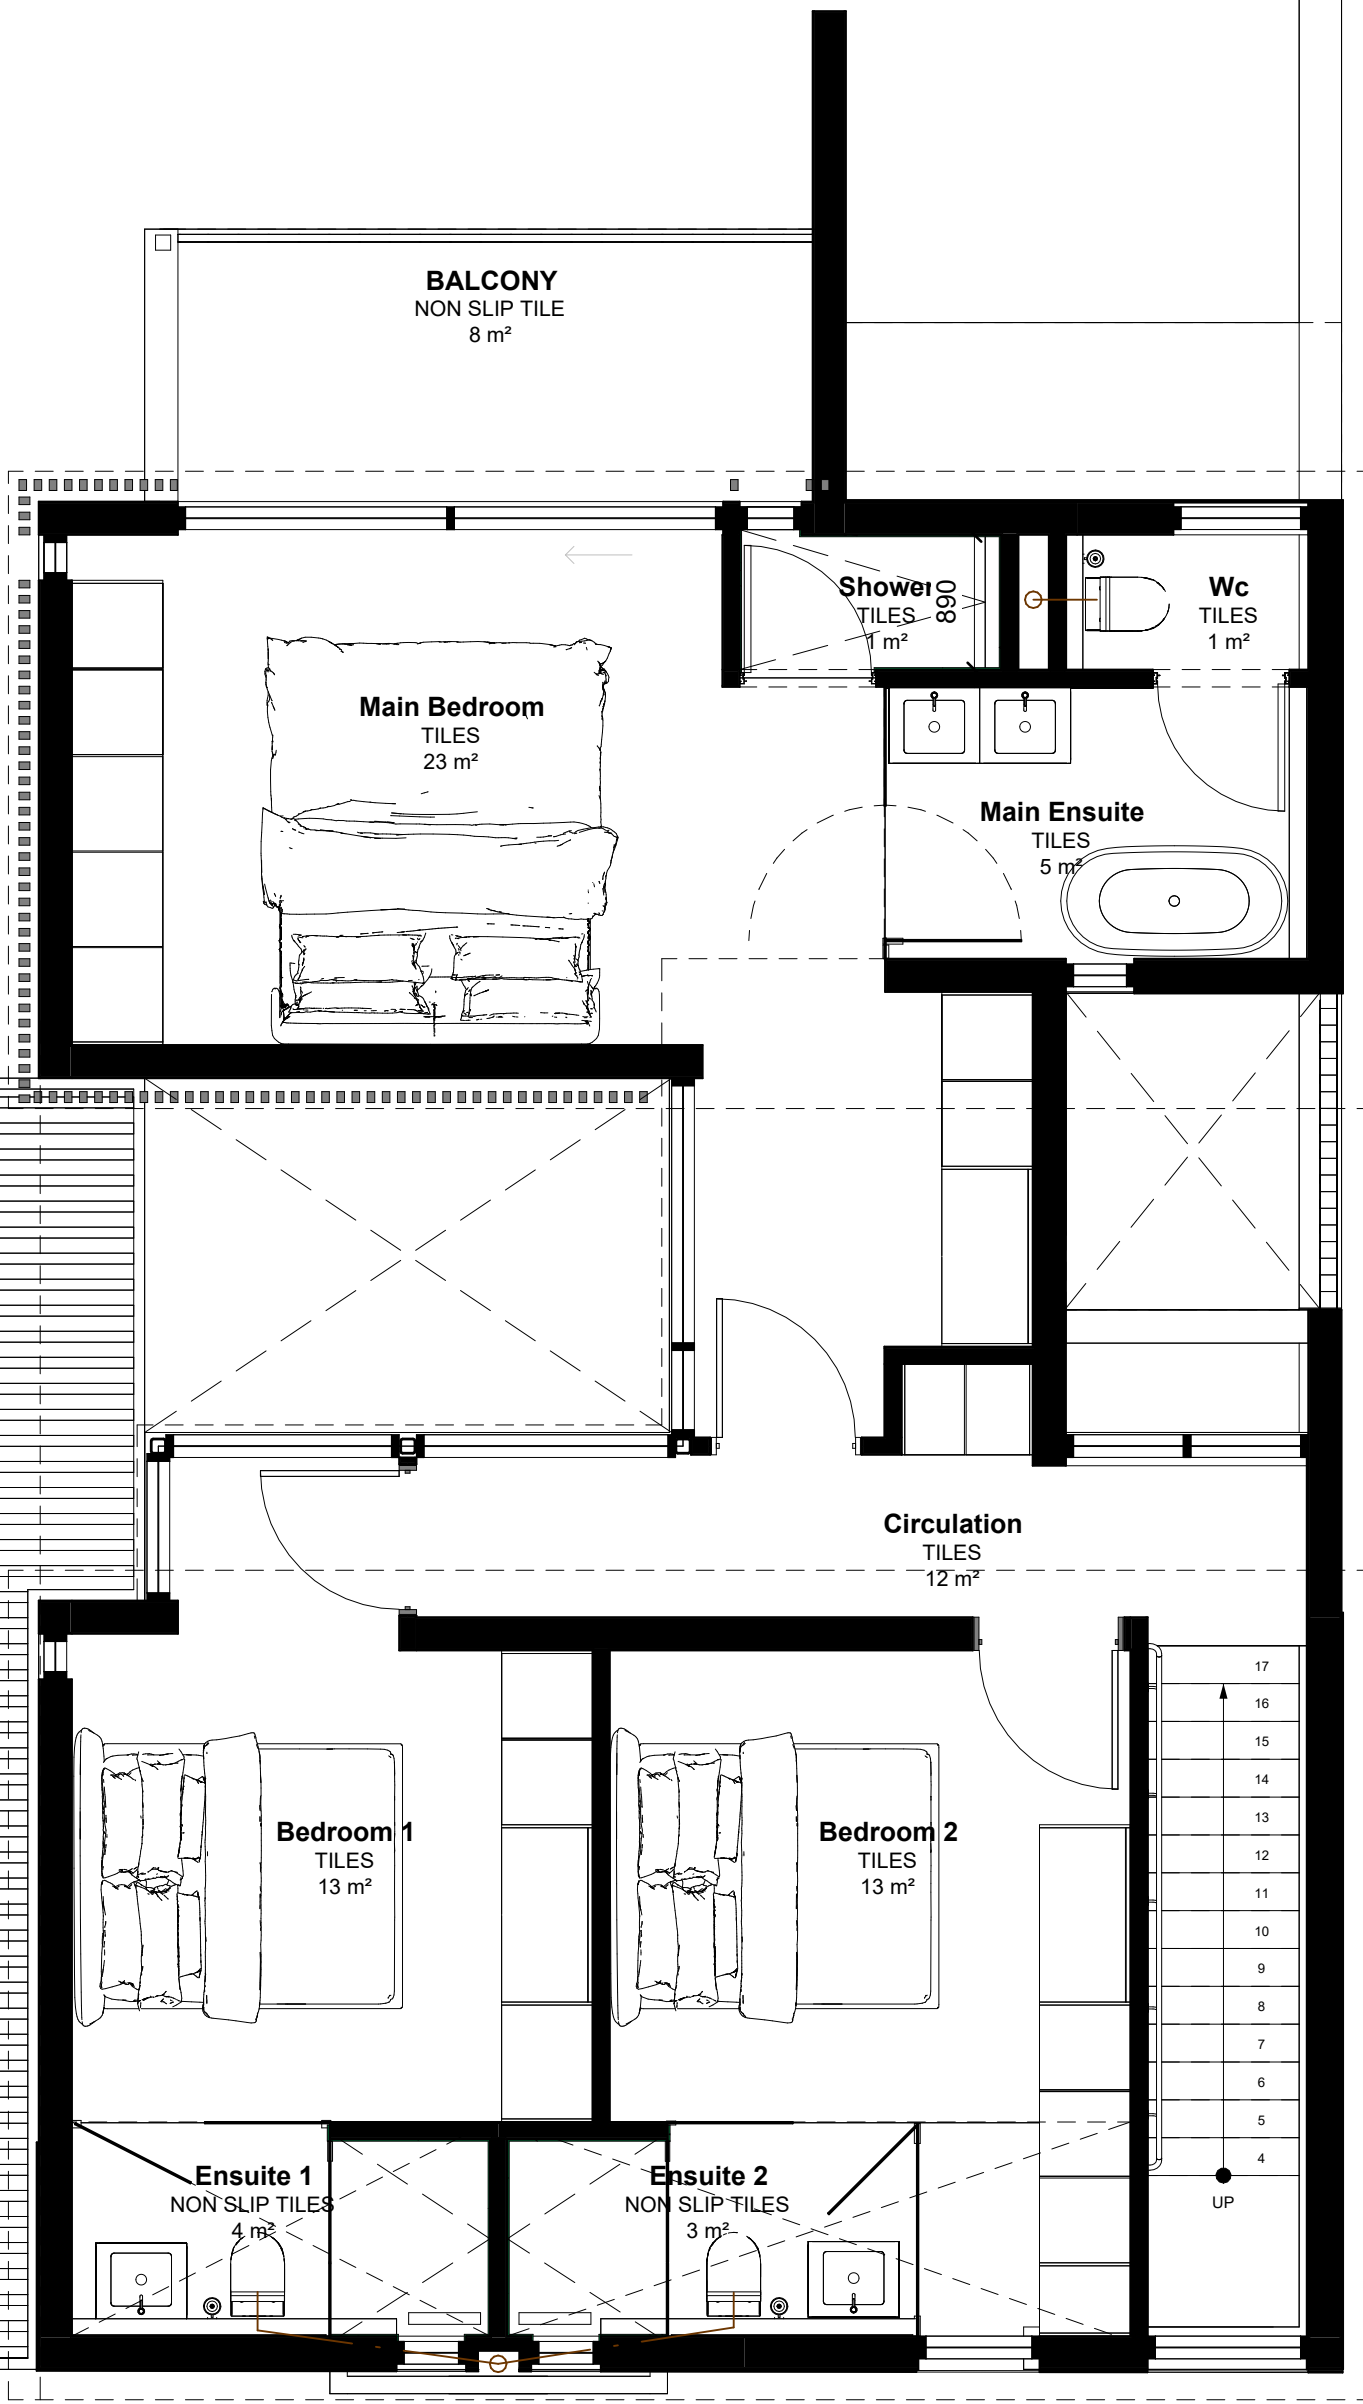 BALCONY
NON SLIP TILE
8 m²
Shower
TILES
1 m²
890
Wc
TILES
1 m²
Main Bedroom
TILES
23 m²
Main Ensuite
TILES
5 m²
Circulation
TILES
12 m²
17
16
15
14
13
12
11
10
9
8
7
6
5
4
UP
Bedroom 1
TILES
13 m²
Bedroom 2
TILES
13 m²
Ensuite 1
NON SLIP TILES
4 m²
Ensuite 2
NON SLIP TILES
3 m²